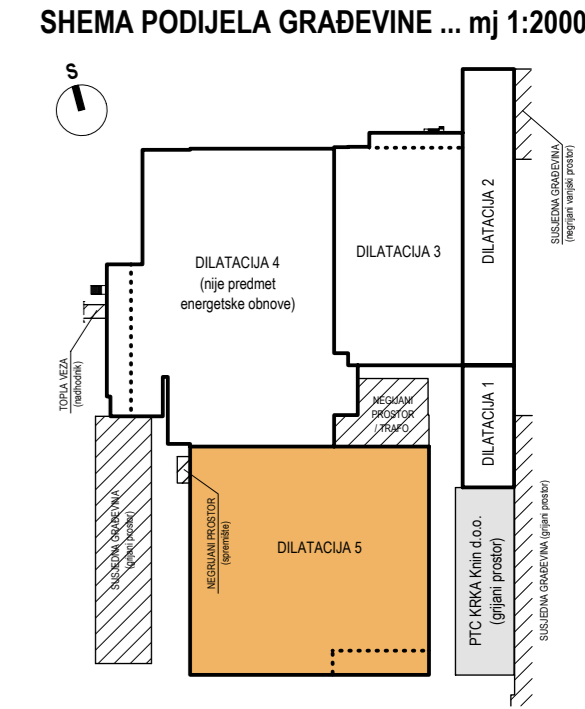 SHEMA PODIJELA GRAĐEVINE ... mj 1:2000
S
DILATACIJA 4
(nije predmet
energetske obnove)
DILATACIJA 3
DILATACIJA 2
SUSJEDNA GRAĐEVINA
(negrijani vanjski prostor)
TOPLA VEZA
(nadhodnik)
NEGIJANI
PROSTOR
/ TRAFO
DILATACIJA 1
SUSJEDNA GRAĐEVINA
(grijani prostor)
NEGRIJANI PROSTOR
(spremište)
DILATACIJA 5
PTC KRKA Knin d.o.o.
(grijani prostor)
SUSJEDNA GRAĐEVINA (grijani prostor)